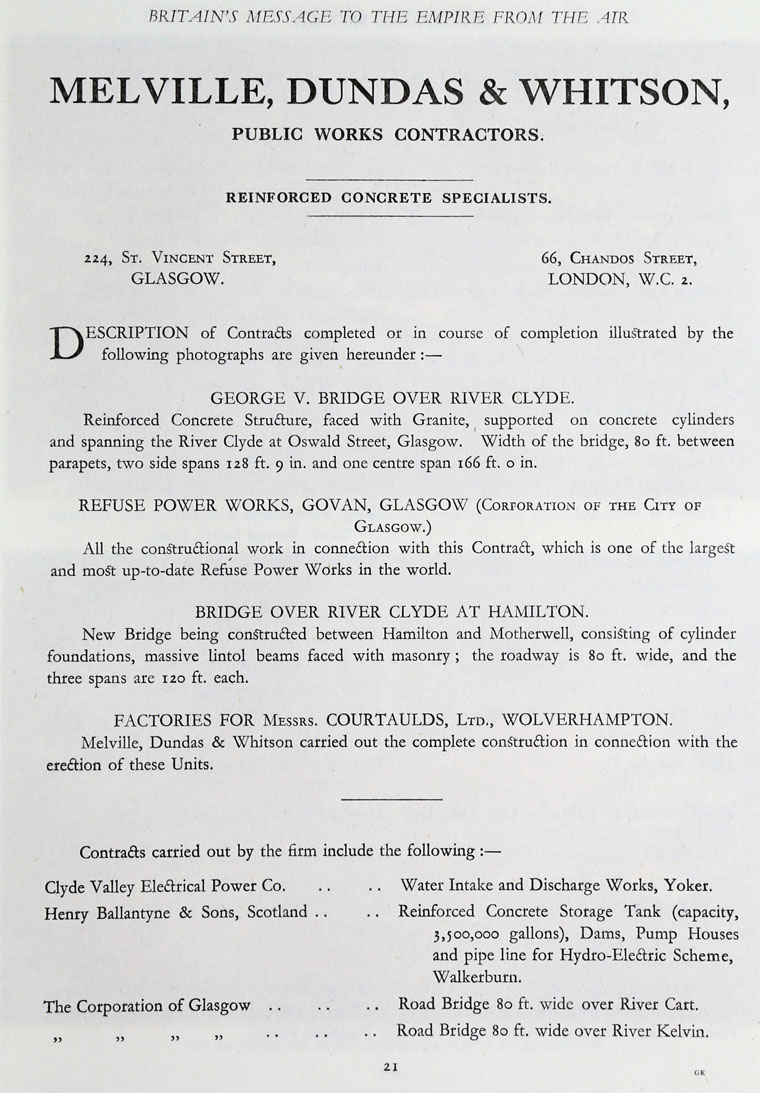 BRITAIN'S MESSAGE TO THE EMPIRE FROM THE AIR
MELVILLE, DUNDAS & WHITSON,
PUBLIC WORKS CONTRACTORS.
REINFORCED CONCRETE SPECIALISTS.
224, St. Vincent Street,
GLASGOW.
66, Chandos Street,
LONDON, W.C. 2.
DESCRIPTION of Contracts completed or in course of completion illustrated by the
following photographs are given hereunder :—
GEORGE V. BRIDGE OVER RIVER CLYDE.
Reinforced Concrete Structure, faced with Granite, supported on concrete cylinders
and spanning the River Clyde at Oswald Street, Glasgow. Width of the bridge, 80 ft. between
parapets, two side spans 128 ft. 9 in. and one centre span 166 ft. 0 in.
REFUSE POWER WORKS, GOVAN, GLASGOW (Corporation of the City of
Glasgow.)
All the constructional work in connection with this Contract, which is one of the largest
and most up-to-date Refuse Power Works in the world.
BRIDGE OVER RIVER CLYDE AT HAMILTON.
New Bridge being constructed between Hamilton and Motherwell, consisting of cylinder
foundations, massive lintol beams faced with masonry ; the roadway is 80 ft. wide, and the
three spans are 120 ft. each.
FACTORIES FOR Messrs. COURTAULDS, Ltd., WOLVERHAMPTON.
Melville, Dundas & Whitson carried out the complete construction in connection with the
erection of these Units.
Contracts carried out by the firm include the following :—
Clyde Valley Electrical Power Co. .. .. Water Intake and Discharge Works, Yoker.
Henry Ballantyne & Sons, Scotland .. .. Reinforced Concrete Storage Tank (capacity,
3,500,000 gallons), Dams, Pump Houses
and pipe line for Hydro-Electric Scheme,
Walkerburn.
The Corporation of Glasgow .. .. .. Road Bridge 80 ft. wide over River Cart.
„ „ „ „ .. .. .. Road Bridge 80 ft. wide over River Kelvin.
21
GE